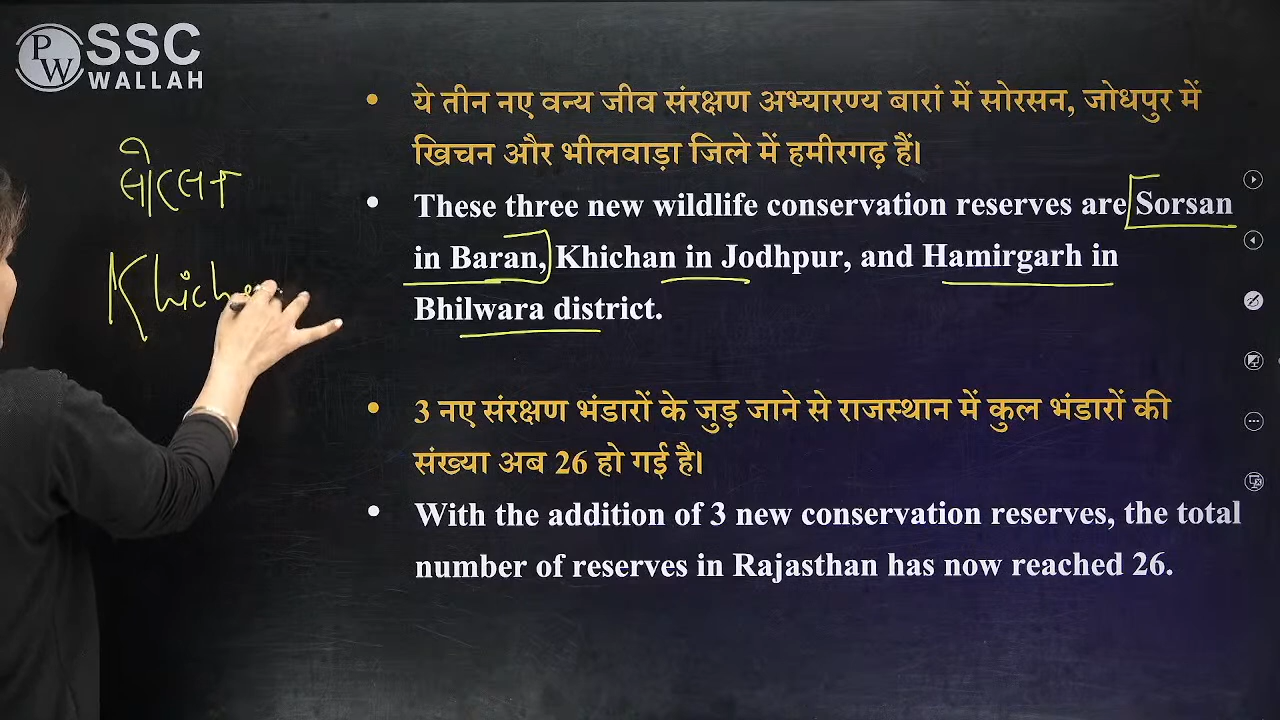 PW SSC
WALLAH
• ये तीन नए वन्य जीव संरक्षण अभ्यारण्य बारां में सोरसन, जोधपुर में
खिचन और भीलवाड़ा जिले में हमीरगढ़ हैं।
• These three new wildlife conservation reserves are Sorsan
in Baran, Khichan in Jodhpur, and Hamirgarh in
Bhilwara district.
• 3 नए संरक्षण भंडारों के जुड़ जाने से राजस्थान में कुल भंडारों की
संख्या अब 26 हो गई है।
• With the addition of 3 new conservation reserves, the total
number of reserves in Rajasthan has now reached 26.
सोरसन
Khich